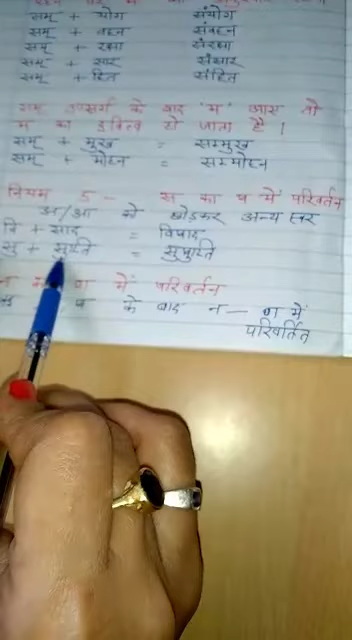 सम् + योग संयोग
सम् + वहन संवहन
सम् + रक्षा संरक्षा
सम् + सार संसार
सम् + हित संहित
सम् उपसर्ग के बाद 'म' आए तो
म का द्वित्व हो जाता है।
सम् + मुख = सम्मुख
सम् + मोहन = सम्मोहन
नियम 5 - स का ष में परिवर्तन
अ/आ को छोड़कर अन्य स्वर
वि + साद = विषाद
सु + सुप्ति = सुषुप्ति
न का ण में परिवर्तन
ष के बाद न - ण में
परिवर्तित